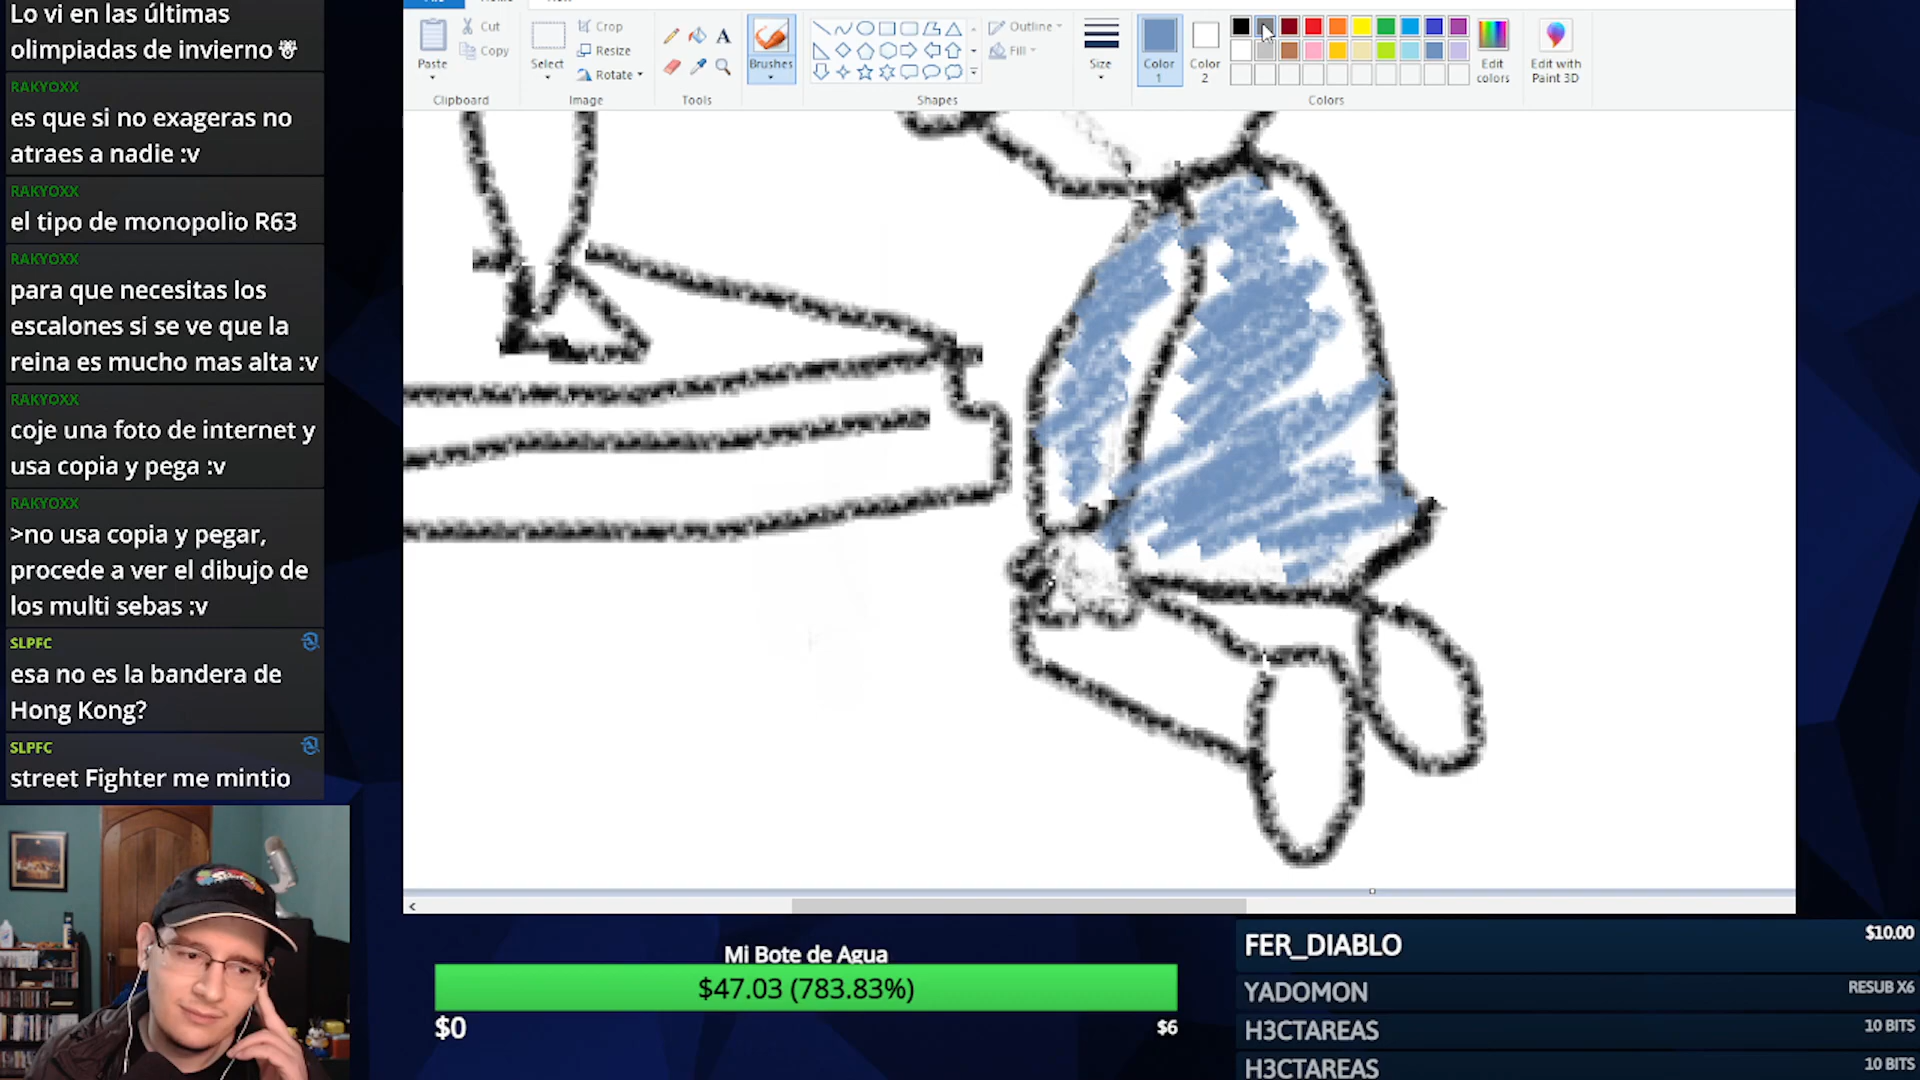 Lo vi en las últimas
olimpiadas de invierno ☃
RAKYOXX
es que si no exageras no
atraes a nadie :v
RAKYOXX
el tipo de monopolio R63
RAKYOXX
para que necesitas los
escalones si se ve que la
reina es mucho mas alta :v
RAKYOXX
coje una foto de internet y
usa copia y pega :v
RAKYOXX
>no usa copia y pegar,
procede a ver el dibujo de
los multi sebas :v
SLPFC
esa no es la bandera de
Hong Kong?
SLPFC
street Fighter me mintio
Paste
Cut
Copy
Clipboard
Select
Crop
Resize
Rotate
Image
A
Tools
Brushes
Outline
Fill
Shapes
Size
Color
1
Color
2
Colors
Edit
colors
Edit with
Paint 3D
Mi Bote de Agua
$47.03 (783.83%)
$0
$6
FER_DIABLO
$10.00
YADOMON
RESUB X6
H3CTAREAS
10 BITS
H3CTAREAS
10 BITS